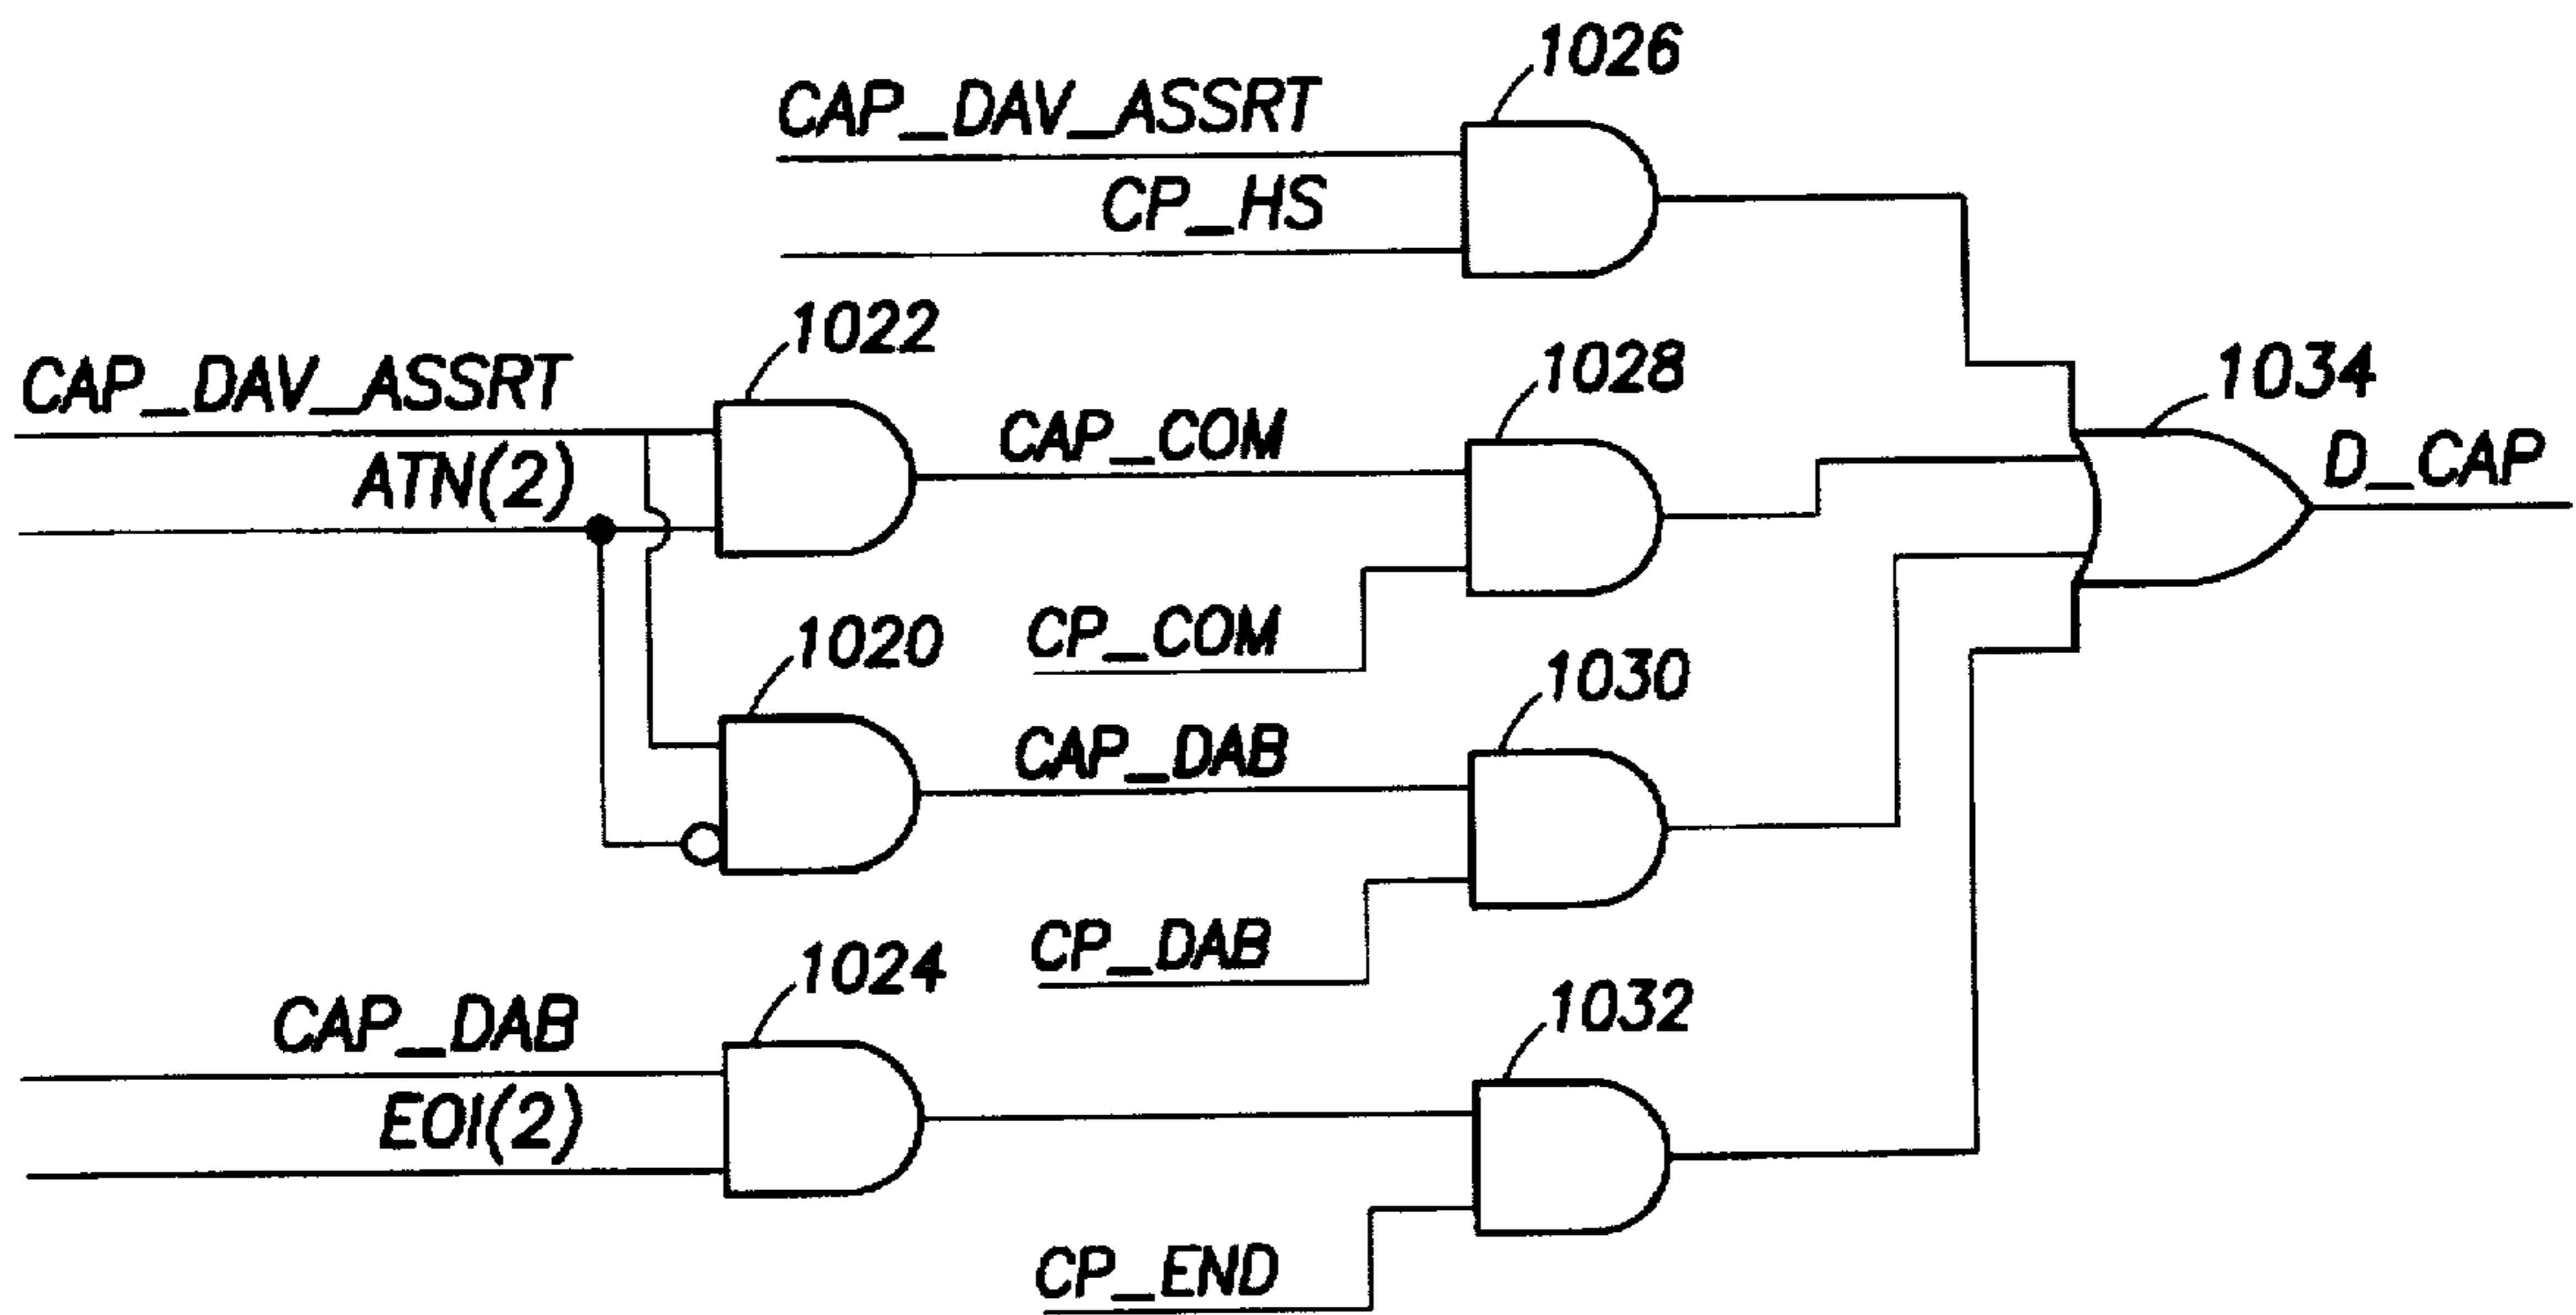 1026
CAP_DAV_ASSRT
CP_HS
1022
CAP_DAV_ASSRT
ATN(2)
CAP_COM
1028
1034
D_CAP
CP_COM
1020
CAP_DAB
1030
CP_DAB
1024
CAP_DAB
EOI(2)
1032
CP_END